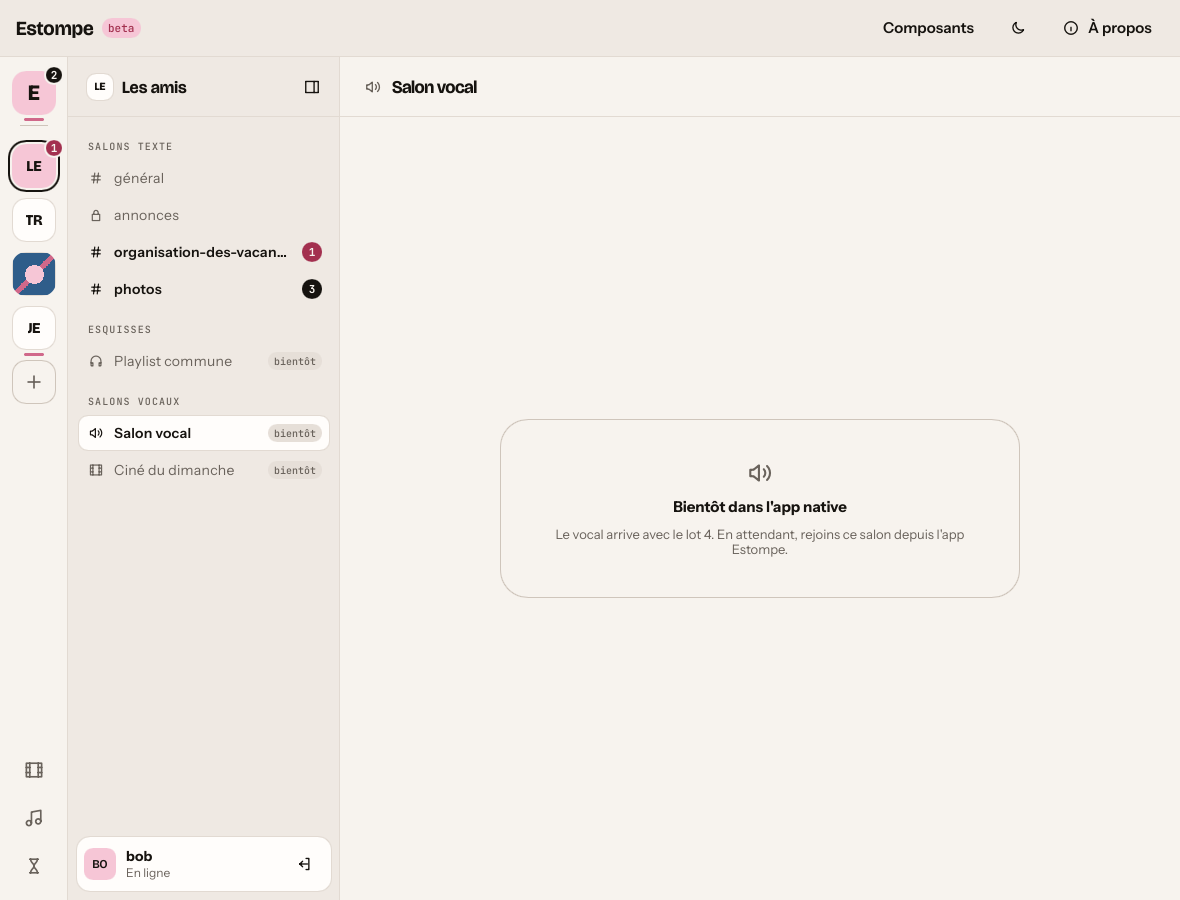 Estompe beta
Composants
À propos
E 2
LE 1
TR
JE
LE Les amis
SALONS TEXTE
général
annonces
organisation-des-vacan... 1
photos 3
ESQUISSES
Playlist commune bientôt
SALONS VOCAUX
Salon vocal bientôt
Ciné du dimanche bientôt
BO bob
En ligne
Salon vocal
Bientôt dans l'app native
Le vocal arrive avec le lot 4. En attendant, rejoins ce salon depuis l'app
Estompe.